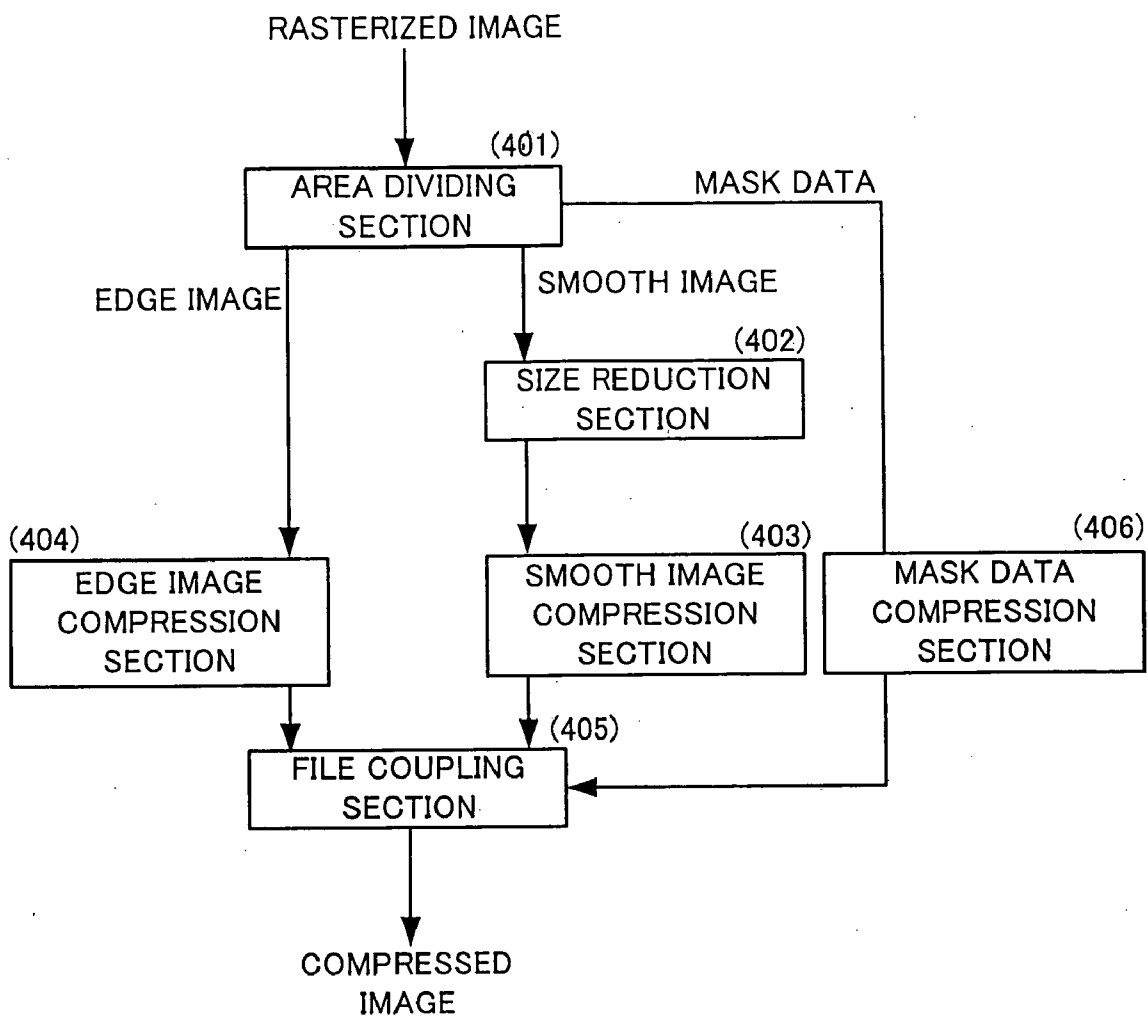 RASTERIZED IMAGE
(401)
AREA DIVIDING
SECTION
MASK DATA
EDGE IMAGE
SMOOTH IMAGE
(402)
SIZE REDUCTION
SECTION
(404)
EDGE IMAGE
COMPRESSION
SECTION
(403)
SMOOTH IMAGE
COMPRESSION
SECTION
(406)
MASK DATA
COMPRESSION
SECTION
(405)
FILE COUPLING
SECTION
COMPRESSED
IMAGE